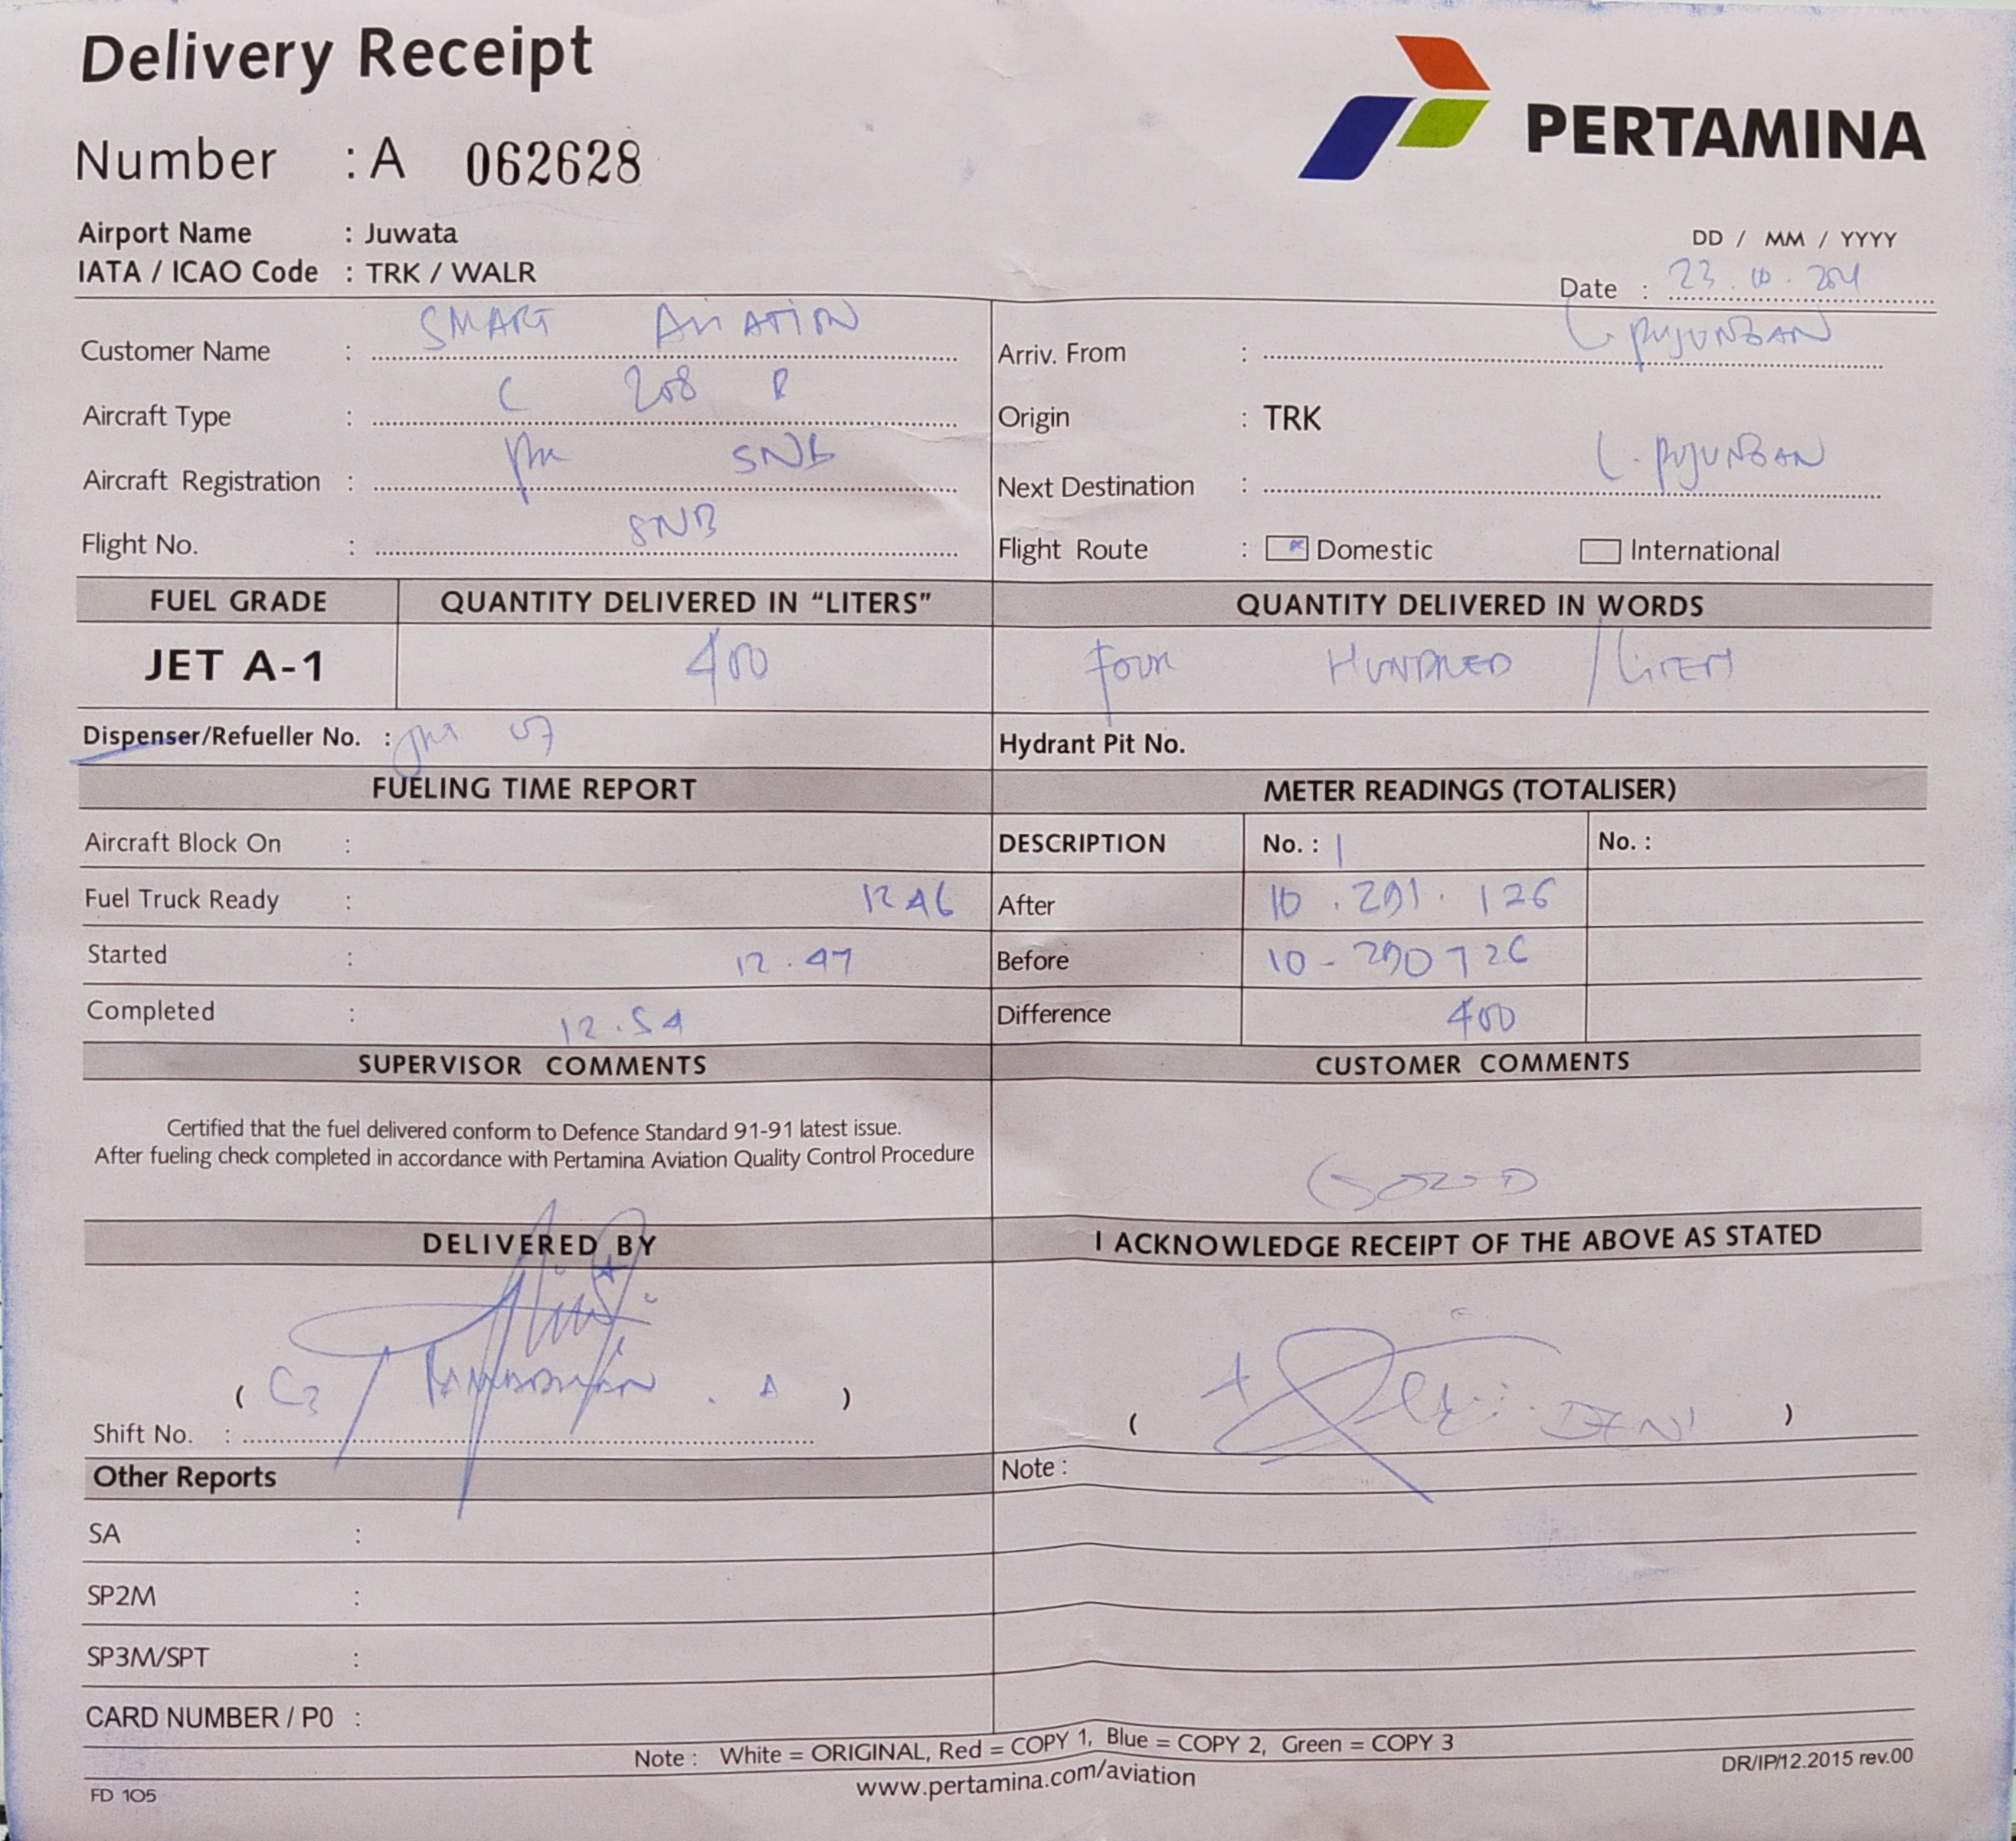 Delivery Receipt
PERTAMINA
Number : A 062628
Airport Name : Juwata
IATA / ICAO Code : TRK / WALR
DD / MM / YYYY
Date : 23 . 10 .
Customer Name : SMART AVIATION
Arriv. From : L. PUJUNGAN
Aircraft Type : C 208 B
Origin : TRK
Aircraft Registration : PK SNB
Next Destination : L. PUJUNGAN
Flight No. : SNB
Flight Route : Domestic International
FUEL GRADE QUANTITY DELIVERED IN “LITERS” QUANTITY DELIVERED IN WORDS
JET A-1 400 FOUR HUNDRED / LITERS
Dispenser/Refueller No. : 07
Hydrant Pit No.
FUELING TIME REPORT METER READINGS (TOTALISER)
Aircraft Block On :
DESCRIPTION No. : 1 No. :
Fuel Truck Ready : 12 46
After 10 . 291 . 126
Started : 12 . 47
Before 10 - 290 726
Completed : 12 . 54
Difference 400
SUPERVISOR COMMENTS CUSTOMER COMMENTS
Certified that the fuel delivered conform to Defence Standard 91-91 latest issue.
After fueling check completed in accordance with Pertamina Aviation Quality Control Procedure
GOOD
DELIVERED BY I ACKNOWLEDGE RECEIPT OF THE ABOVE AS STATED
( . A )
( DENI )
Shift No. :
Other Reports Note :
SA :
SP2M :
SP3M/SPT :
CARD NUMBER / P0 :
Note : White = ORIGINAL, Red = COPY 1, Blue = COPY 2, Green = COPY 3
www.pertamina.com/aviation
DR/IP/12.2015 rev.00
FD 105